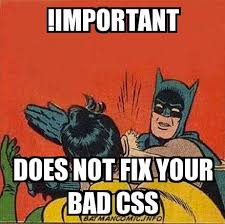 !IMPORTANT
DOES NOT FIX YOUR
BAD CSS
BATMANCOMIC.INFO